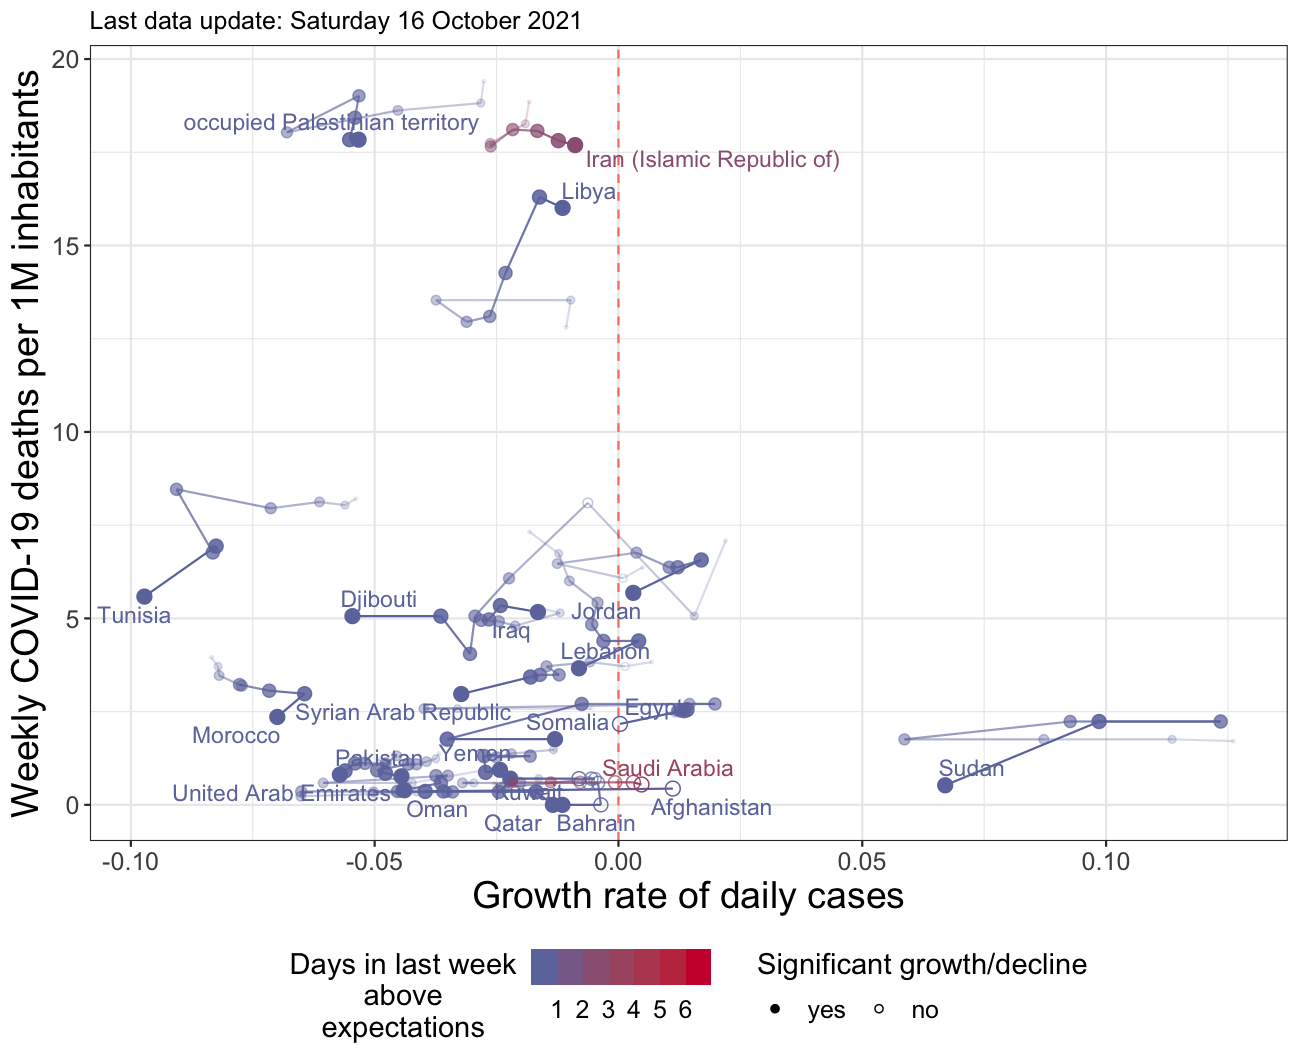 Last data update: Saturday 16 October 2021
Weekly COVID-19 deaths per 1M inhabitants
20
15
10
5
0
occupied Palestinian territory
Iran (Islamic Republic of)
Libya
Tunisia
Djibouti
Iraq
Jordan
Lebanon
Morocco
Syrian Arab Republic
Somalia
Egypt
Pakistan
Yemen
Saudi Arabia
Sudan
United Arab Emirates
Oman
Kuwait
Afghanistan
Qatar
Bahrain
-0.10
-0.05
0.00
0.05
0.10
Growth rate of daily cases
Days in last week
above
expectations
1 2 3 4 5 6
Significant growth/decline
yes
no